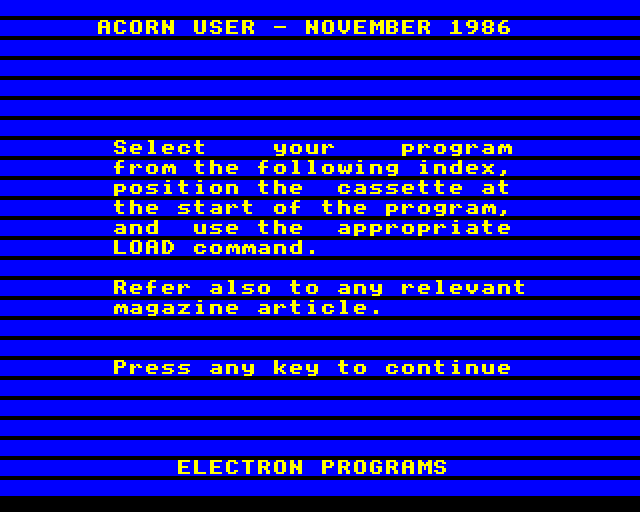 ACORN USER - NOVEMBER 1986
Select your program
from the following index,
position the cassette at
the start of the program,
and use the appropriate
LOAD command.
Refer also to any relevant
magazine article.
Press any key to continue
ELECTRON PROGRAMS